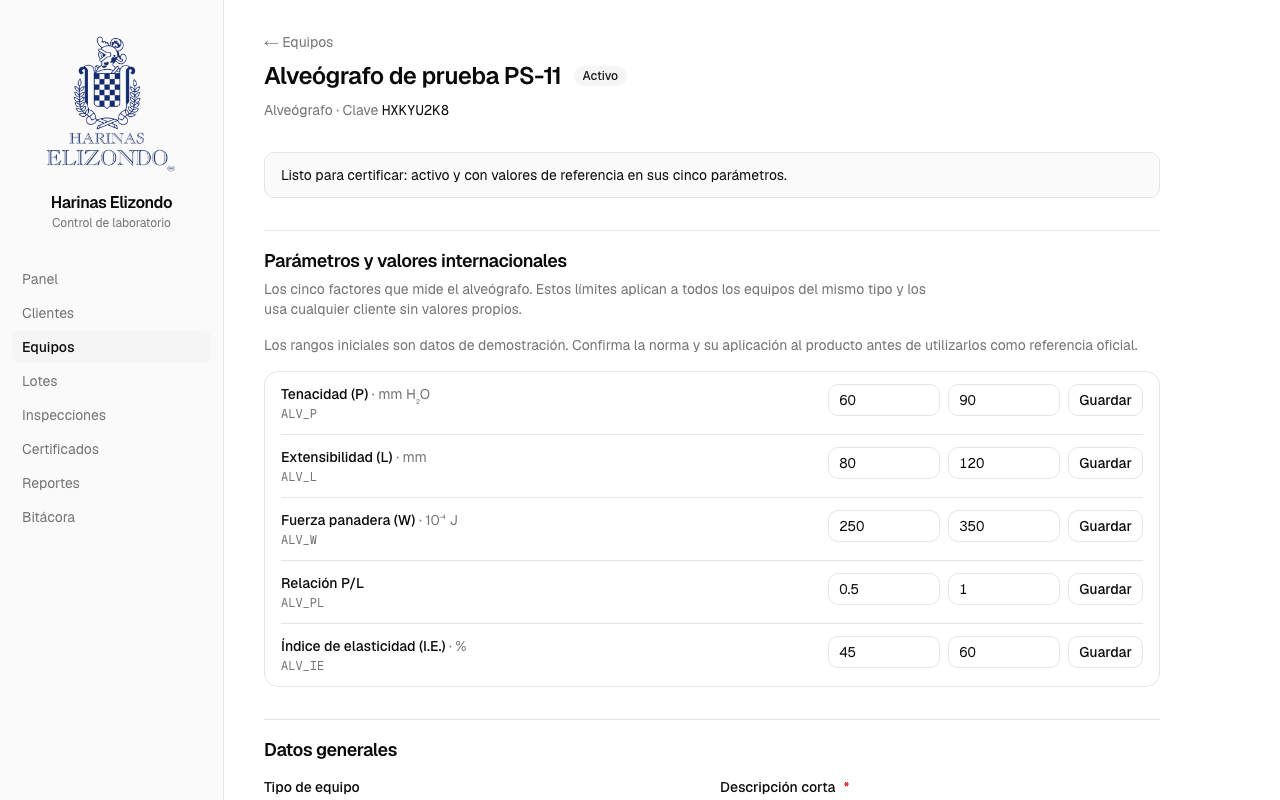 HARINAS
ELIZONDO
Harinas Elizondo
Control de laboratorio
Panel
Clientes
Equipos
Lotes
Inspecciones
Certificados
Reportes
Bitácora
← Equipos
Alveógrafo de prueba PS-11
Activo
Alveógrafo · Clave HXKYU2K8
Listo para certificar: activo y con valores de referencia en sus cinco parámetros.
Parámetros y valores internacionales
Los cinco factores que mide el alveógrafo. Estos límites aplican a todos los equipos del mismo tipo y los
usa cualquier cliente sin valores propios.
Los rangos iniciales son datos de demostración. Confirma la norma y su aplicación al producto antes de utilizarlos como referencia oficial.
Tenacidad (P) · mm H₂O
ALV_P
60 90 Guardar
Extensibilidad (L) · mm
ALV_L
80 120 Guardar
Fuerza panadera (W) · 10⁻⁴ J
ALV_W
250 350 Guardar
Relación P/L
ALV_PL
0.5 1 Guardar
Índice de elasticidad (I.E.) · %
ALV_IE
45 60 Guardar
Datos generales
Tipo de equipo
Descripción corta *